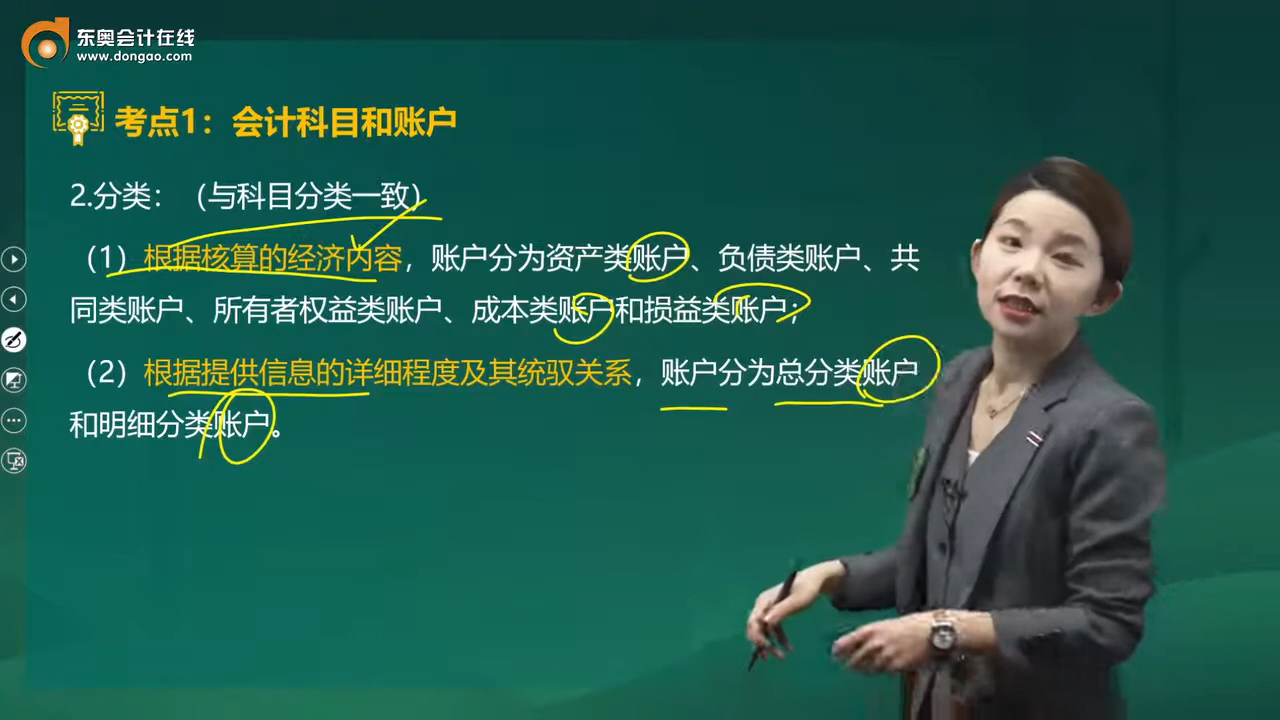 东奥会计在线
www.dongao.com
考点1：会计科目和账户
2.分类：（与科目分类一致）
（1）根据核算的经济内容，账户分为资产类账户、负债类账户、共
同类账户、所有者权益类账户、成本类账户和损益类账户；
（2）根据提供信息的详细程度及其统驭关系，账户分为总分类账户
和明细分类账户。